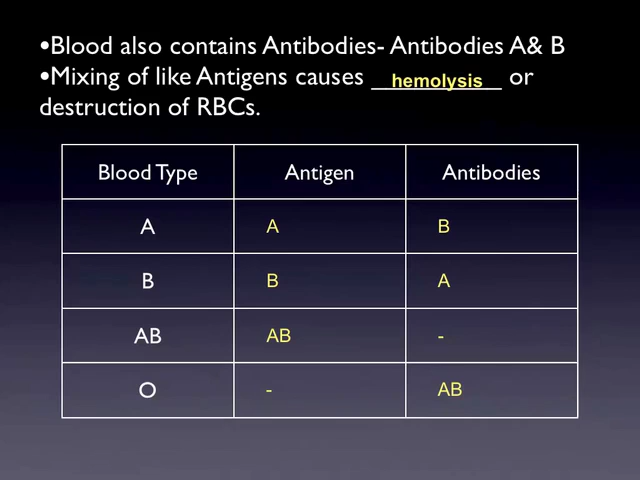 •Blood also contains Antibodies- Antibodies A& B
•Mixing of like Antigens causes __________ or
hemolysis
destruction of RBCs.
Blood Type Antigen Antibodies
A A B
B B A
AB AB -
O - AB